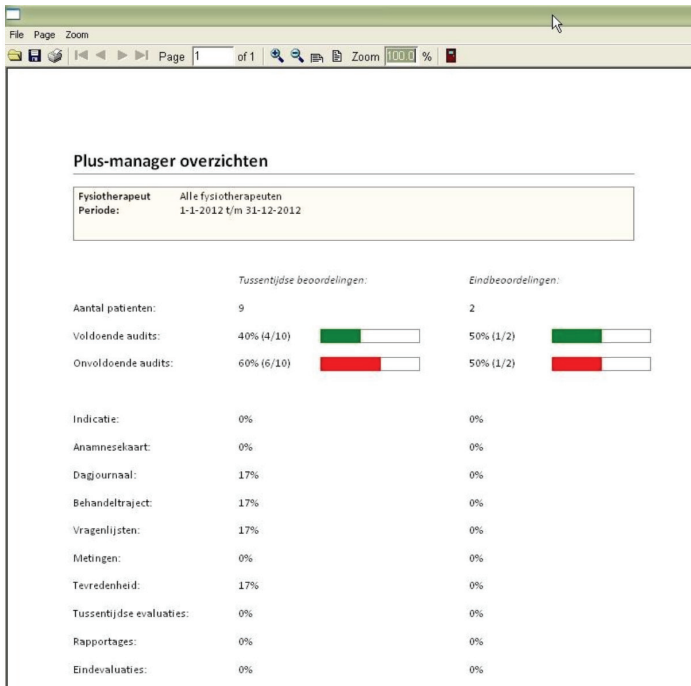 File Page Zoom
Page 1 of 1 Zoom 100.0 %
Plus-manager overzichten
Fysiotherapeut Alle fysiotherapeuten
Periode: 1-1-2012 t/m 31-12-2012
Tussentijdse beoordelingen: Eindbeoordelingen:
Aantal patienten: 9 2
Voldoende audits: 40% (4/10) 50% (1/2)
Onvoldoende audits: 60% (6/10) 50% (1/2)
Indicatie: 0% 0%
Anamnesekaart: 0% 0%
Dagjournaal: 17% 0%
Behandeltraject: 17% 0%
Vragenlijsten: 17% 0%
Metingen: 0% 0%
Tevredenheid: 17% 0%
Tussentijdse evaluaties: 0% 0%
Rapportages: 0% 0%
Eindevaluaties: 0% 0%